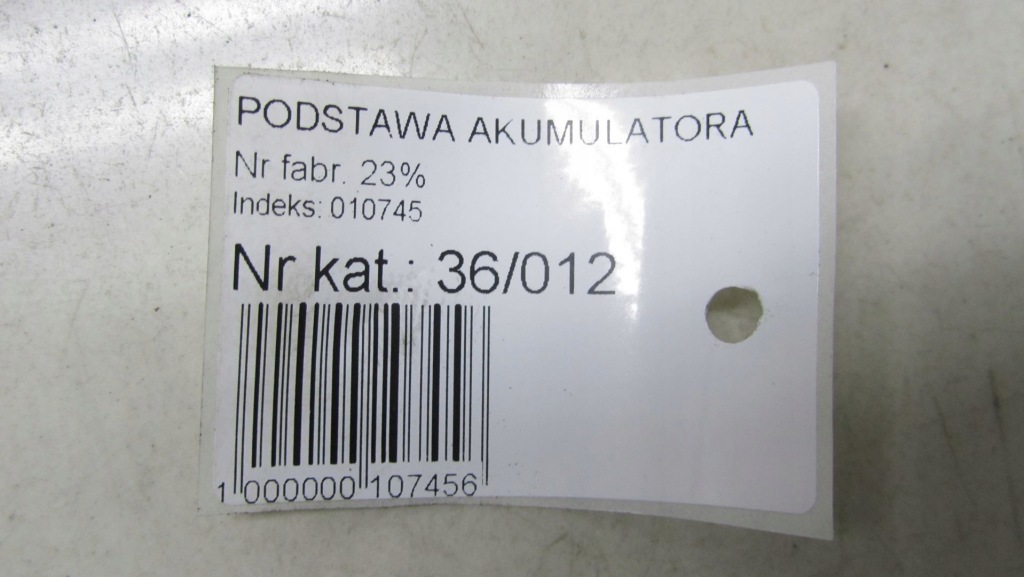 PODSTAWA AKUMULATORA
Nr fabr. 23%
Indeks: 010745
Nr kat.: 36/012
1 000000 107456